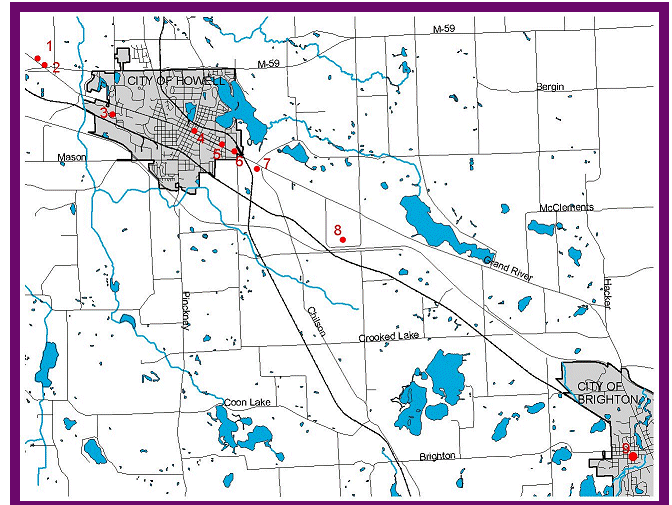 M-59
1
2
M-59
CITY OF HOWELL
Bergin
3
4
5
6
7
Mason
McClements
8
Grand River
Hacker
Pinckney
Chilson
Crooked Lake
CITY OF
BRIGHTON
Coon Lake
Brighton
9